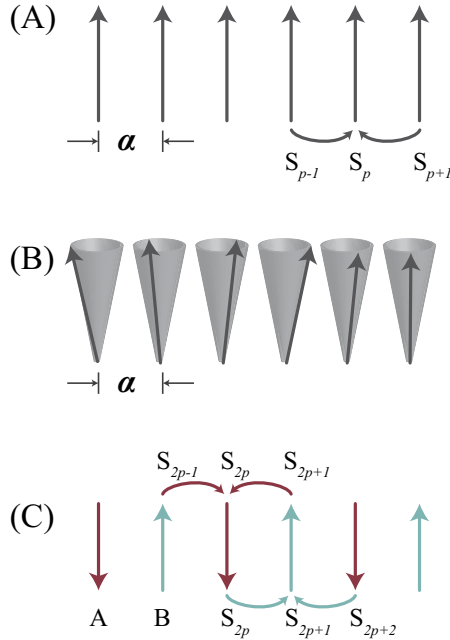 (A)
α
S_{p-1} S_p S_{p+1}
(B)
α
(C)
S_{2p-1} S_{2p} S_{2p+1}
A B S_{2p} S_{2p+1} S_{2p+2}